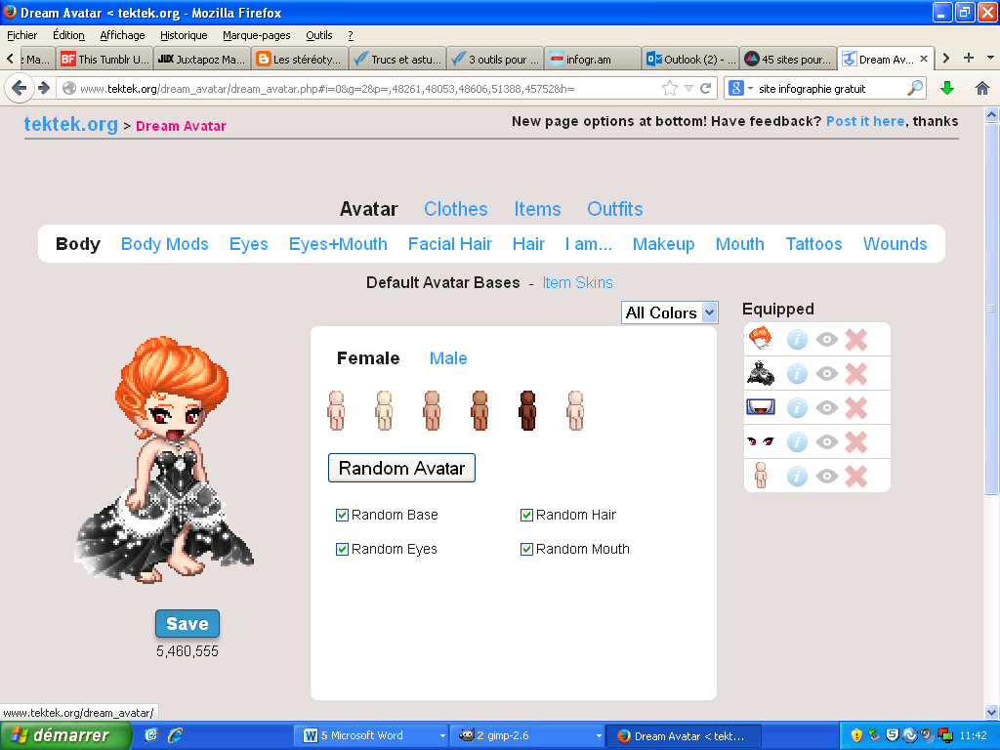 Dream Avatar < tektek.org - Mozilla Firefox
Fichier Édition Affichage Historique Marque-pages Outils ?
z Ma... BF This Tumblr U... JUX Juxtapoz Ma... Les stéréoty... Trucs et astu... 3 outils pour ... infogr.am Outlook (2) - ... 45 sites pour... Dream Av...
www.tektek.org/dream_avatar/dream_avatar.php#i=0&g=2&p=,48261,48053,48606,51388,45752&h= site infographie gratuit
tektek.org > Dream Avatar New page options at bottom! Have feedback? Post it here, thanks
Avatar Clothes Items Outfits
Body Body Mods Eyes Eyes+Mouth Facial Hair Hair I am... Makeup Mouth Tattoos Wounds
Default Avatar Bases - Item Skins
All Colors
Equipped
Female Male
Random Avatar
Random Base Random Hair
Random Eyes Random Mouth
Save
5,460,555
www.tektek.org/dream_avatar/
démarrer 5 Microsoft Word 2 gimp-2.6 Dream Avatar < tekt... 11:42